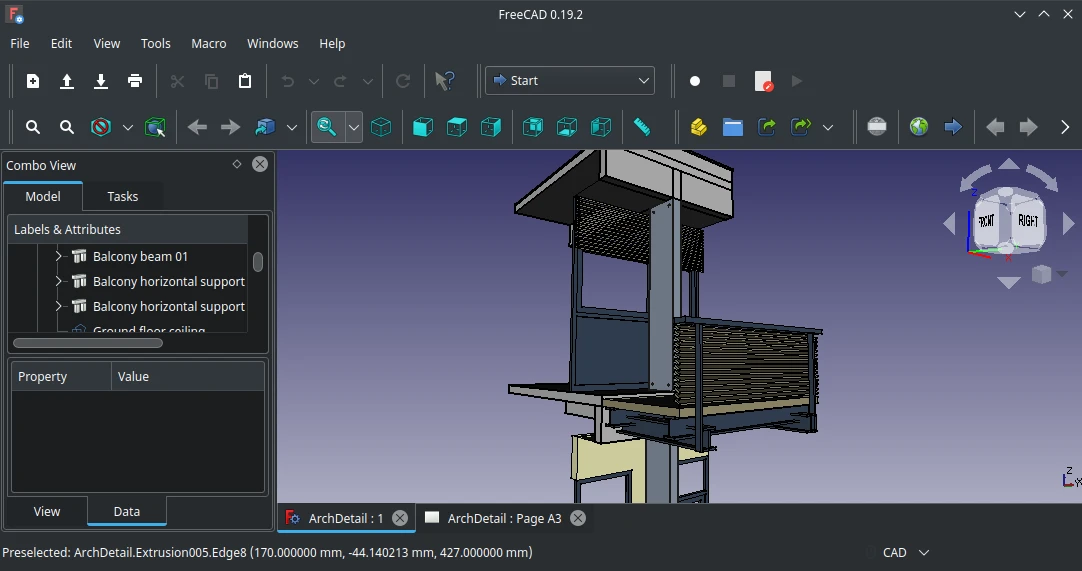 FreeCAD 0.19.2
File Edit View Tools Macro Windows Help
Start
Combo View
Model Tasks
Labels & Attributes
Balcony beam 01
Balcony horizontal support
Balcony horizontal support
Ground floor ceiling
Property Value
View Data
FRONT RIGHT
Z
X
Z
Y
ArchDetail : 1 ArchDetail : Page A3
Preselected: ArchDetail.Extrusion005.Edge8 (170.000000 mm, -44.140213 mm, 427.000000 mm)
CAD